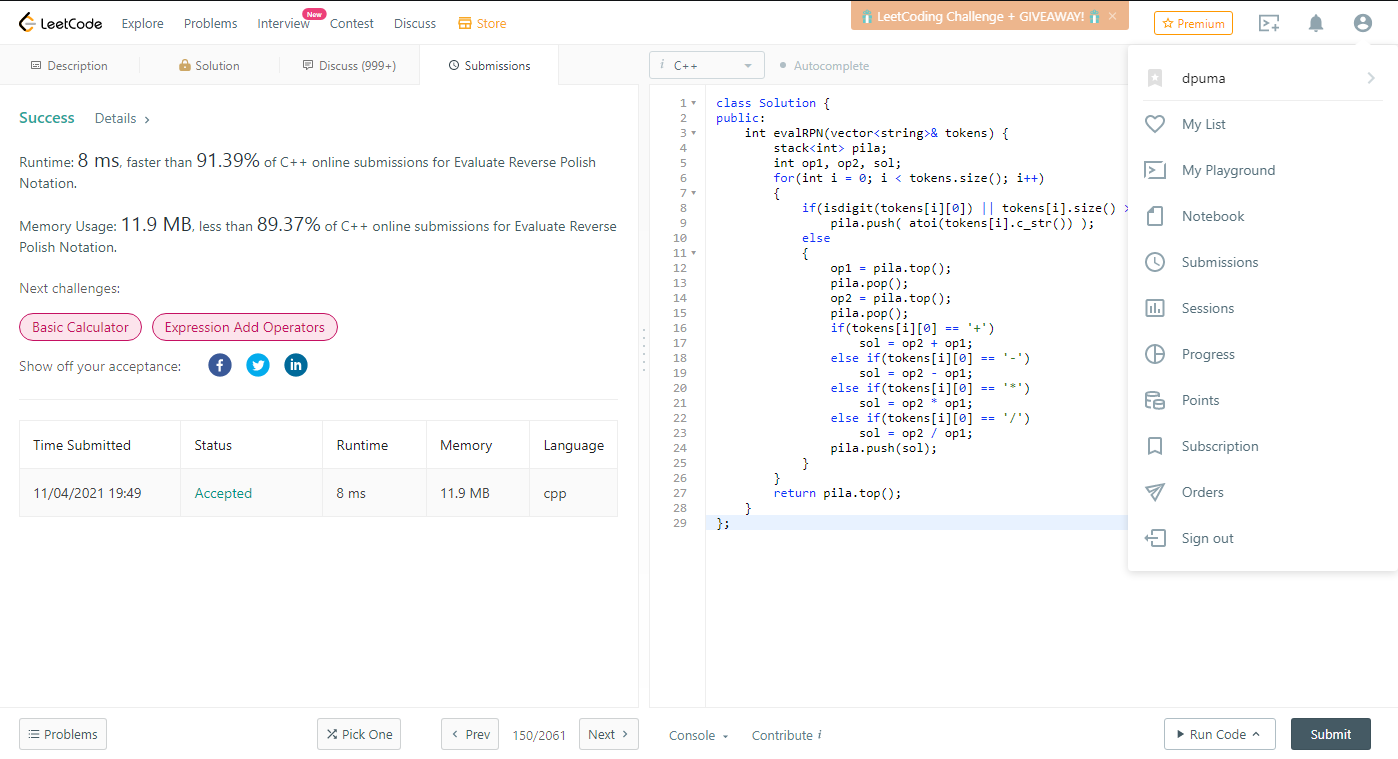 LeetCode Explore Problems Interview New Contest Discuss Store LeetCoding Challenge + GIVEAWAY! × Premium
Description Solution Discuss (999+) Submissions i C++ Autocomplete
Success Details >
Runtime: 8 ms, faster than 91.39% of C++ online submissions for Evaluate Reverse Polish
Notation.
Memory Usage: 11.9 MB, less than 89.37% of C++ online submissions for Evaluate Reverse
Polish Notation.
Next challenges:
Basic Calculator Expression Add Operators
Show off your acceptance:
Time Submitted Status Runtime Memory Language
11/04/2021 19:49 Accepted 8 ms 11.9 MB cpp
1 class Solution {
2 public:
3 int evalRPN(vector<string>& tokens) {
4 stack<int> pila;
5 int op1, op2, sol;
6 for(int i = 0; i < tokens.size(); i++)
7 {
8 if(isdigit(tokens[i][0]) || tokens[i].size() >
9 pila.push( atoi(tokens[i].c_str()) );
10 else
11 {
12 op1 = pila.top();
13 pila.pop();
14 op2 = pila.top();
15 pila.pop();
16 if(tokens[i][0] == '+')
17 sol = op2 + op1;
18 else if(tokens[i][0] == '-')
19 sol = op2 - op1;
20 else if(tokens[i][0] == '*')
21 sol = op2 * op1;
22 else if(tokens[i][0] == '/')
23 sol = op2 / op1;
24 pila.push(sol);
25 }
26 }
27 return pila.top();
28 }
29 };
dpuma
My List
My Playground
Notebook
Submissions
Sessions
Progress
Points
Subscription
Orders
Sign out
Problems Pick One < Prev 150/2061 Next > Console Contribute i Run Code Submit